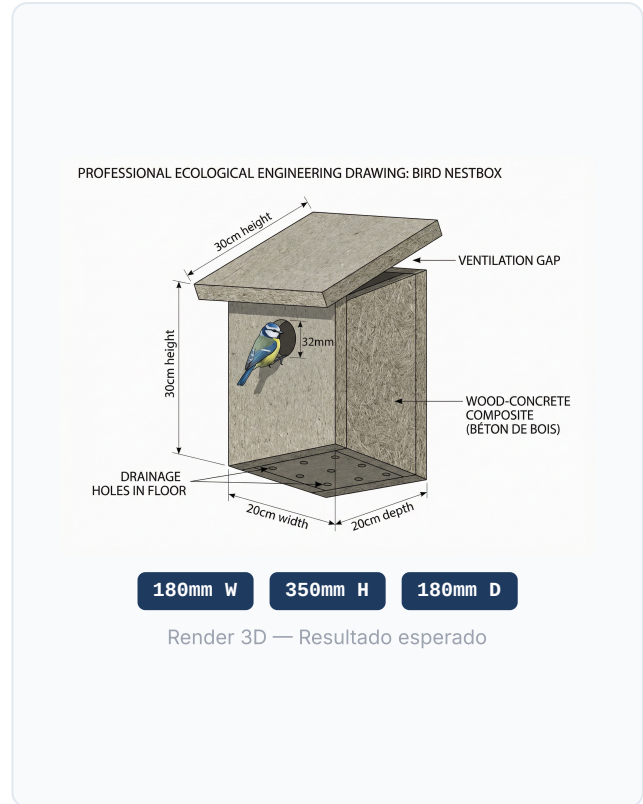 PROFESSIONAL ECOLOGICAL ENGINEERING DRAWING: BIRD NESTBOX
30cm height
VENTILATION GAP
30cm height
32mm
WOOD-CONCRETE
COMPOSITE
(BÉTON DE BOIS)
DRAINAGE
HOLES IN FLOOR
20cm width
20cm depth
180mm W
350mm H
180mm D
Render 3D — Resultado esperado